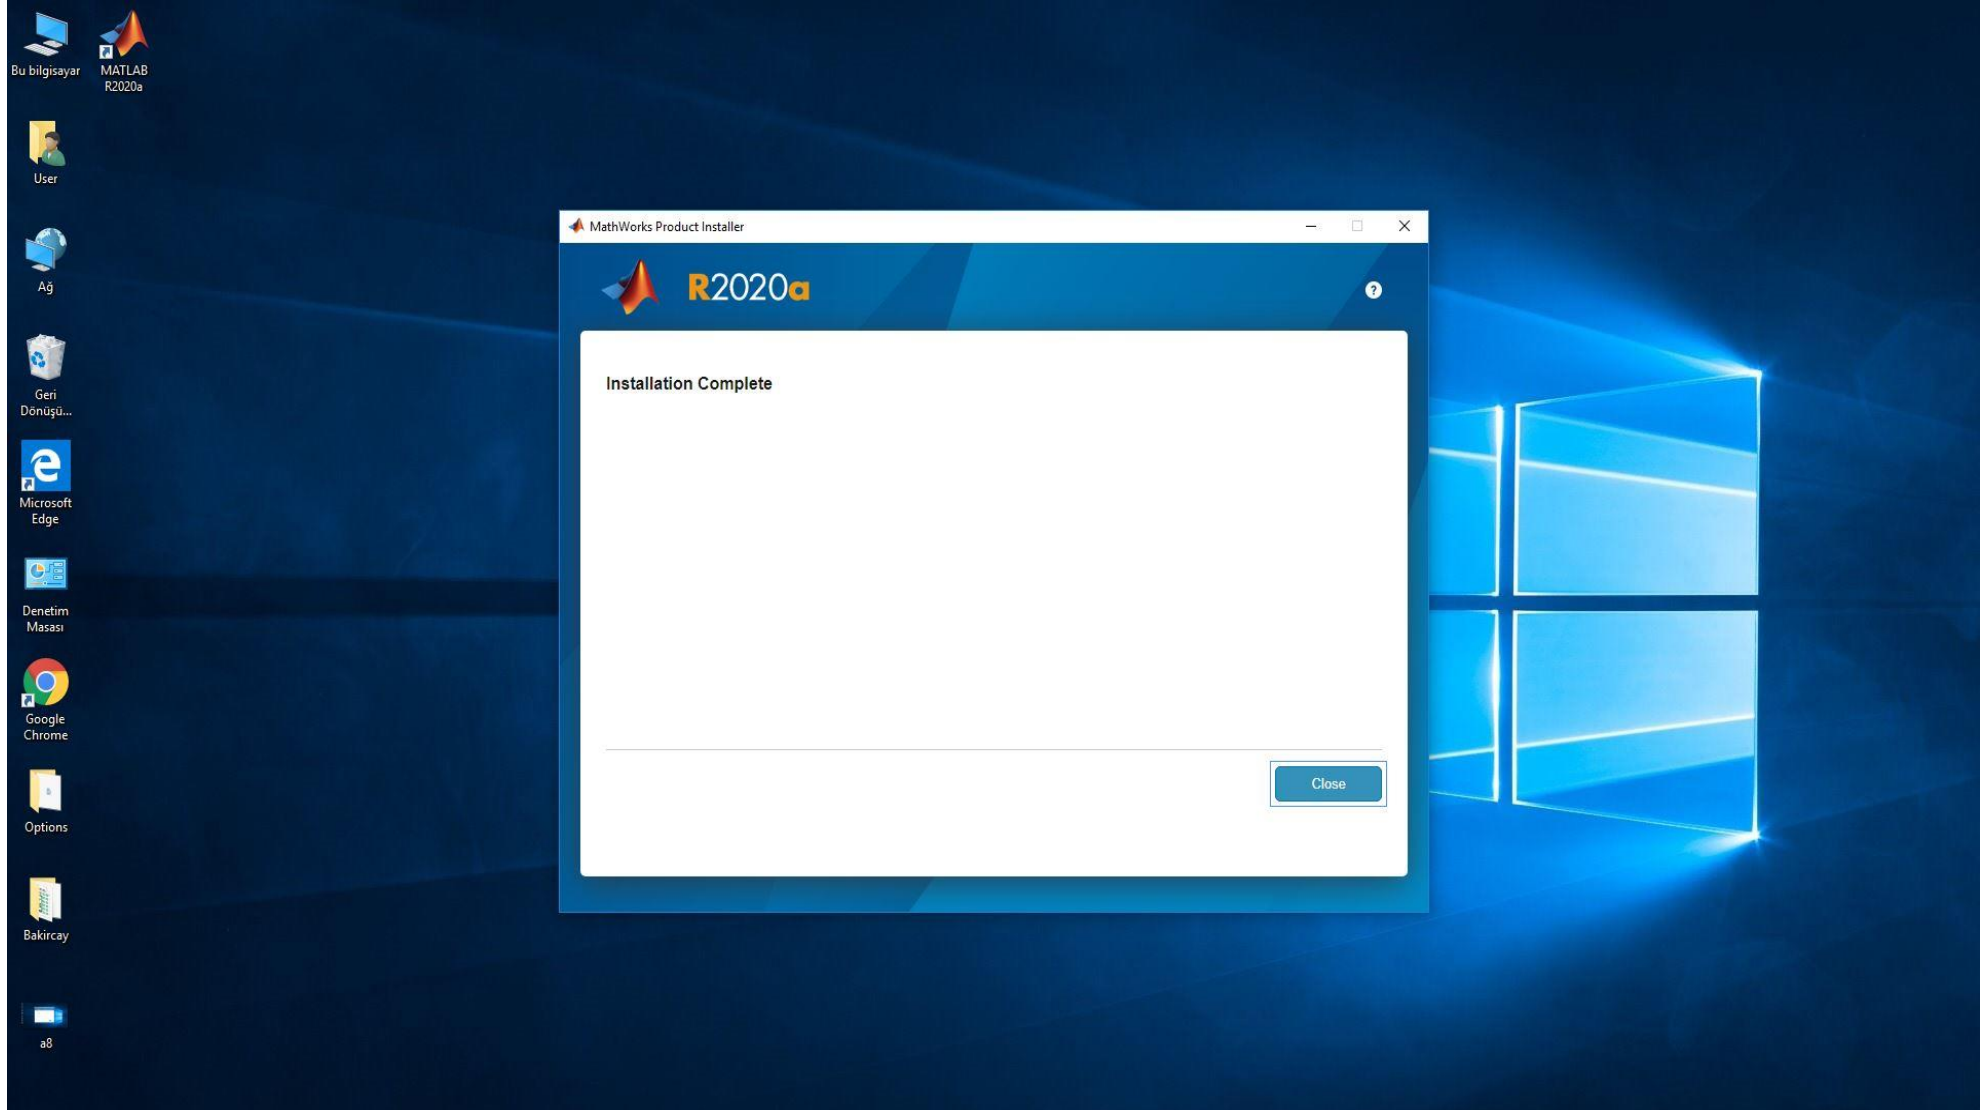 Bu bilgisayar
MATLAB
R2020a
User
Ağ
Geri
Dönüşü...
Microsoft
Edge
Denetim
Masası
Google
Chrome
Options
Bakircay
a8
MathWorks Product Installer
R2020a
?
Installation Complete
Close